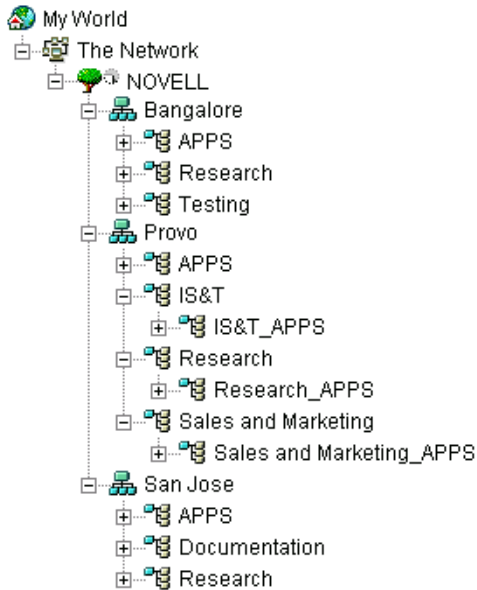 My World
The Network
NOVELL
Bangalore
APPS
Research
Testing
Provo
APPS
IS&T
IS&T_APPS
Research
Research_APPS
Sales and Marketing
Sales and Marketing_APPS
San Jose
APPS
Documentation
Research